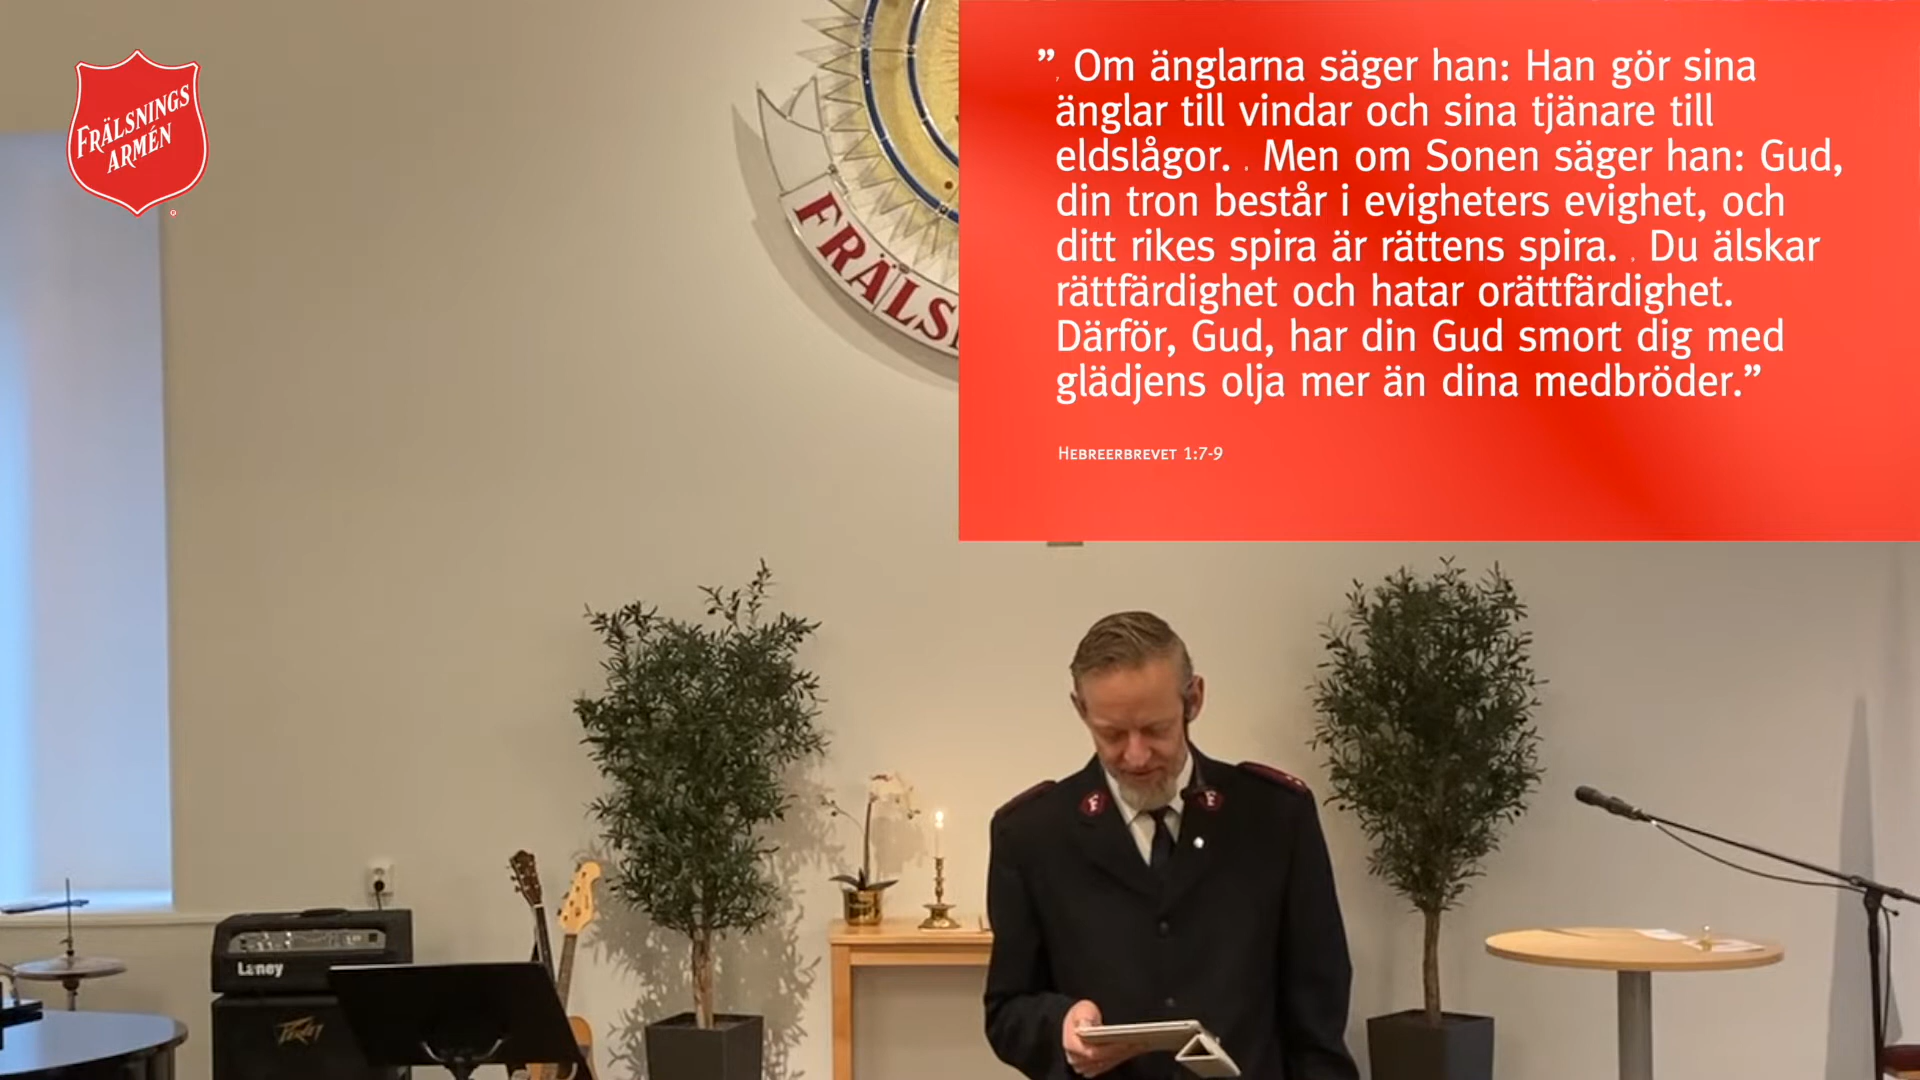 FRÄLSNINGS
ARMÉN
FRÄLS
” Om änglarna säger han: Han gör sina
änglar till vindar och sina tjänare till
eldslågor. Men om Sonen säger han: Gud,
din tron består i evigheters evighet, och
ditt rikes spira är rättens spira. Du älskar
rättfärdighet och hatar orättfärdighet.
Därför, Gud, har din Gud smort dig med
glädjens olja mer än dina medbröder.”
HEBREERBREVET 1:7-9
Laney
PEAVEY